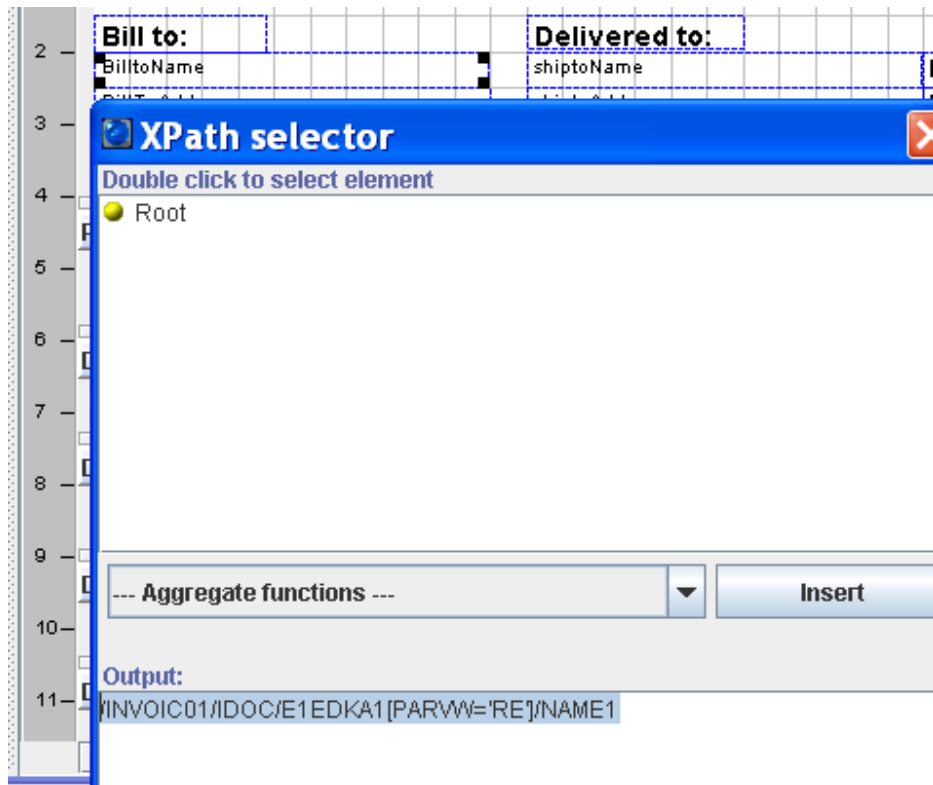 Bill to:
Delivered to:
2
BilltoName
shiptoName
3
XPath selector
Double click to select element
4
Root
5
6
7
8
9
--- Aggregate functions ---
Insert
10
Output:
11
/INVOIC01/IDOC/E1EDKA1[PARVW='RE']/NAME1